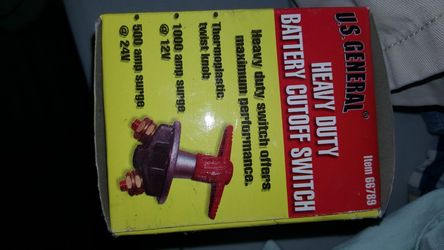 U.S. GENERAL®
Item 66789
HEAVY DUTY
BATTERY CUTOFF SWITCH
Heavy duty switch offers
maximum performance.
• Thermoplastic
twist knob
• 1000 amp surge
@ 12V
• 500 amp surge
@ 24V